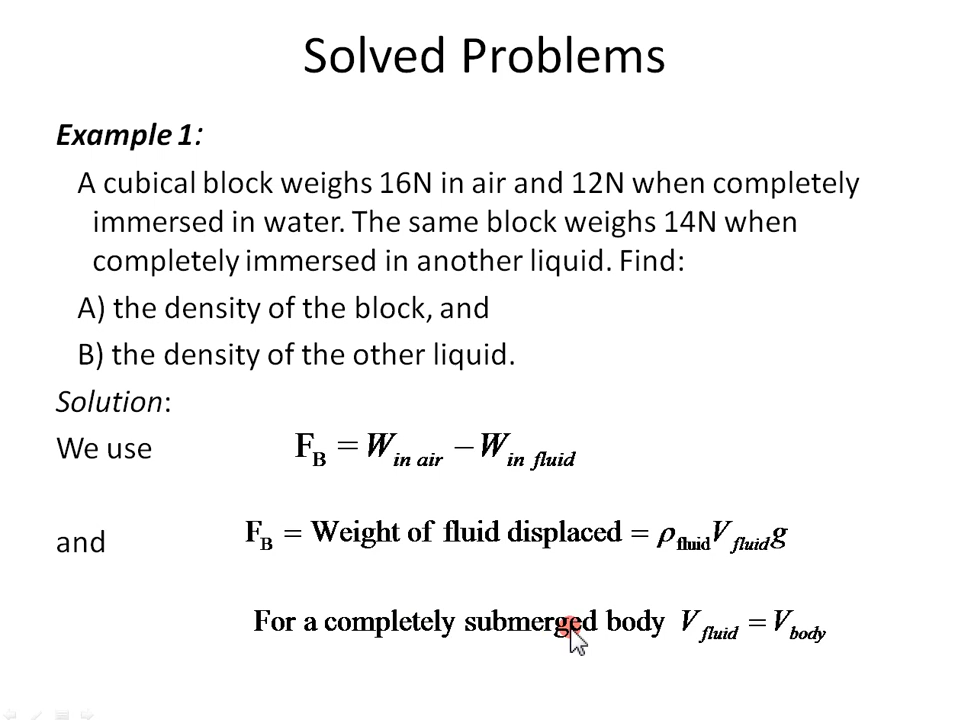 Solved Problems
Example 1:
A cubical block weighs 16N in air and 12N when completely
immersed in water. The same block weighs 14N when
completely immersed in another liquid. Find:
A) the density of the block, and
B) the density of the other liquid.
Solution:
We use F_B = W_in air − W_in fluid
and F_B = Weight of fluid displaced = ρ_fluid V_fluid g
For a completely submerged body V_fluid = V_body